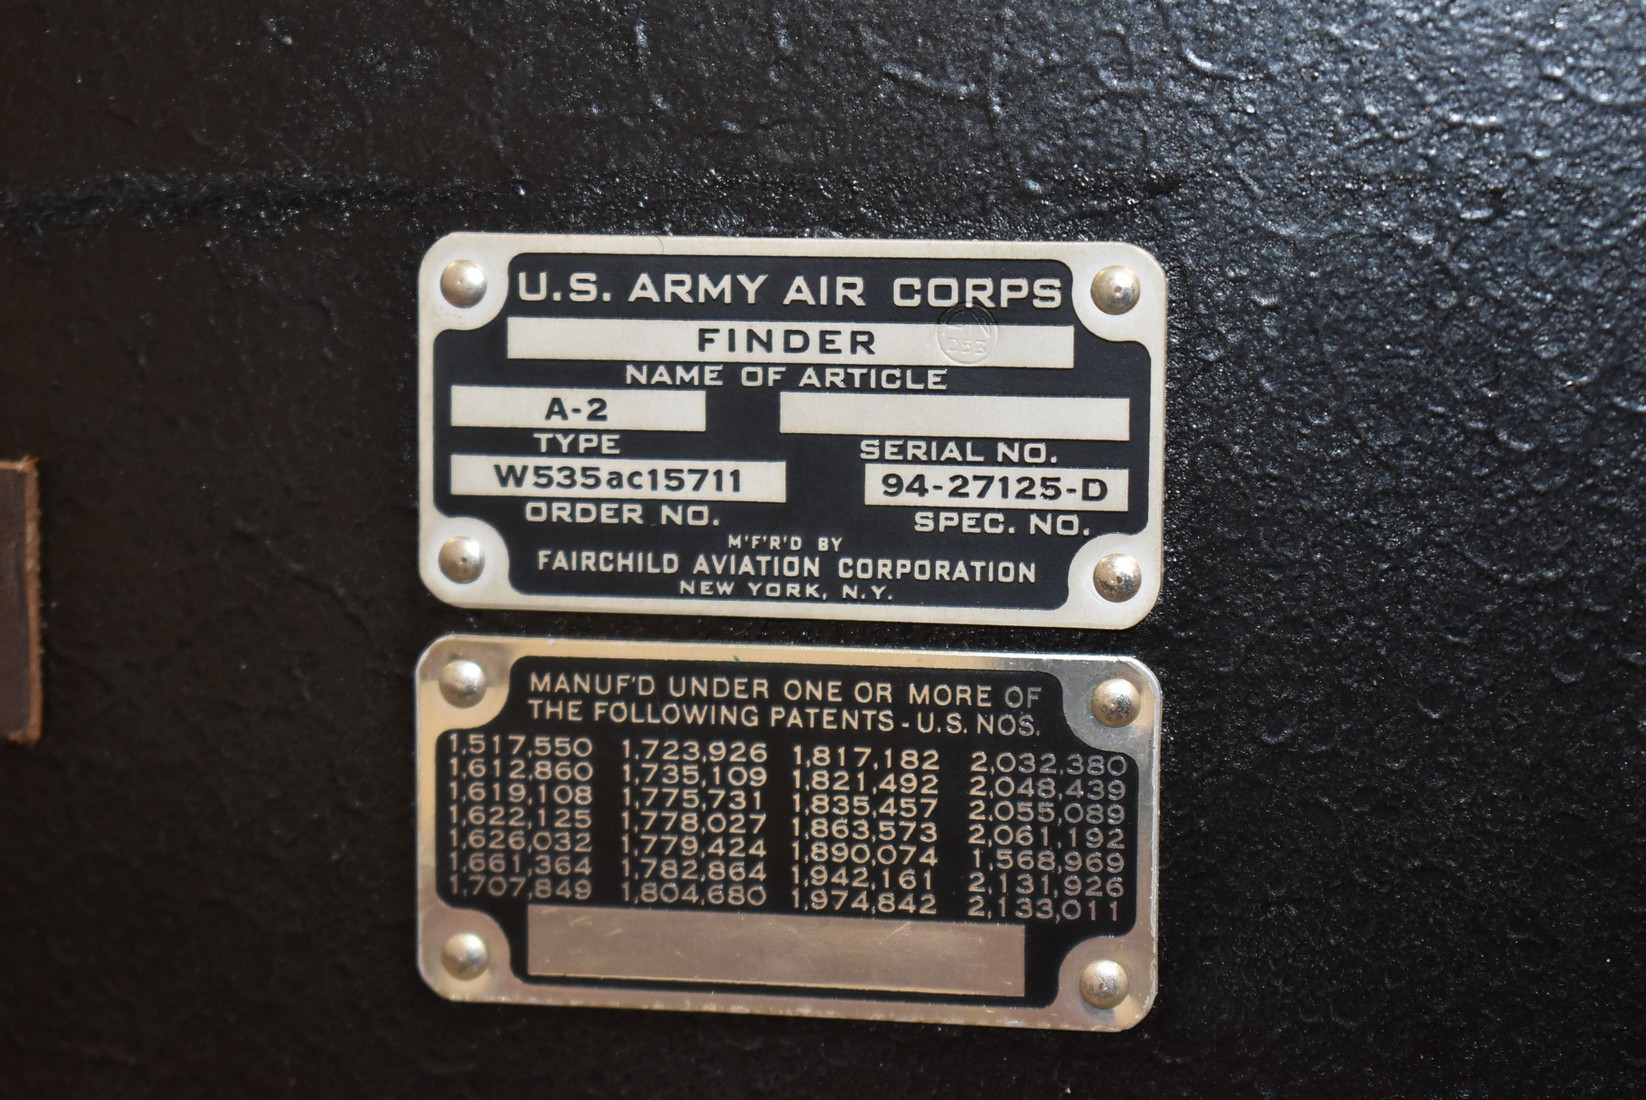 U.S. ARMY AIR CORPS
FINDER
NAME OF ARTICLE
A-2
TYPE
SERIAL NO.
W535ac15711 94-27125-D
ORDER NO. SPEC. NO.
M'F'R'D BY
FAIRCHILD AVIATION CORPORATION
NEW YORK, N.Y.
MANUF'D UNDER ONE OR MORE OF
THE FOLLOWING PATENTS - U.S. NOS.
1,517,550 1,723,926 1,817,182 2,032,380
1,612,860 1,735,109 1,821,492 2,048,439
1,619,108 1,775,731 1,835,457 2,055,089
1,622,125 1,778,027 1,863,573 2,061,192
1,626,032 1,779,424 1,890,074 1,568,969
1,661,364 1,782,864 1,942,161 2,131,926
1,707,849 1,804,680 1,974,842 2,133,011